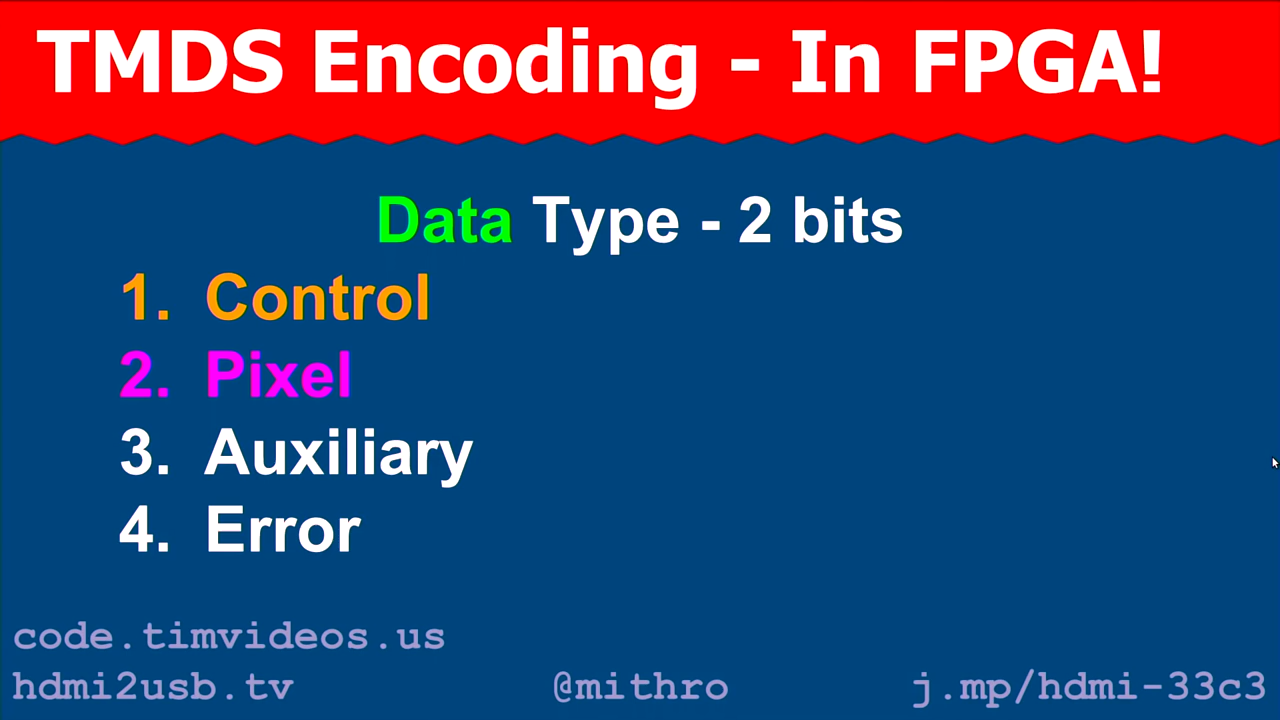 TMDS Encoding - In FPGA!
Data Type - 2 bits
1. Control
2. Pixel
3. Auxiliary
4. Error
code.timvideos.us
hdmi2usb.tv @mithro j.mp/hdmi-33c3